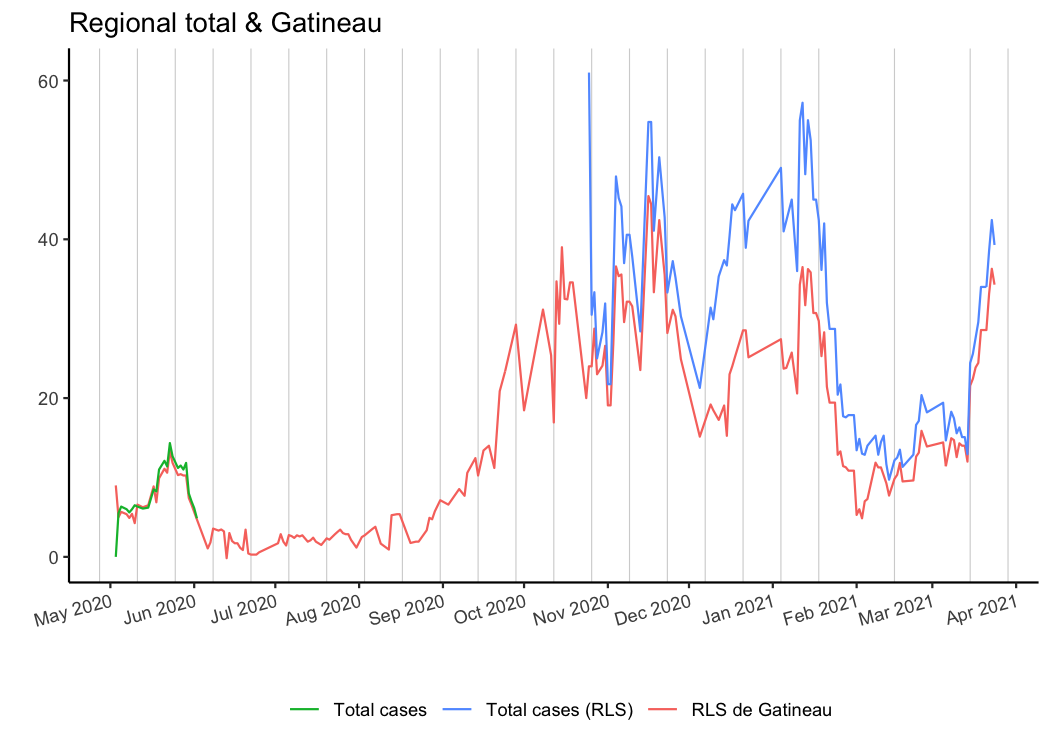 Regional total & Gatineau
60
40
20
0
May 2020 Jun 2020 Jul 2020 Aug 2020 Sep 2020 Oct 2020 Nov 2020 Dec 2020 Jan 2021 Feb 2021 Mar 2021 Apr 2021
Total cases Total cases (RLS) RLS de Gatineau